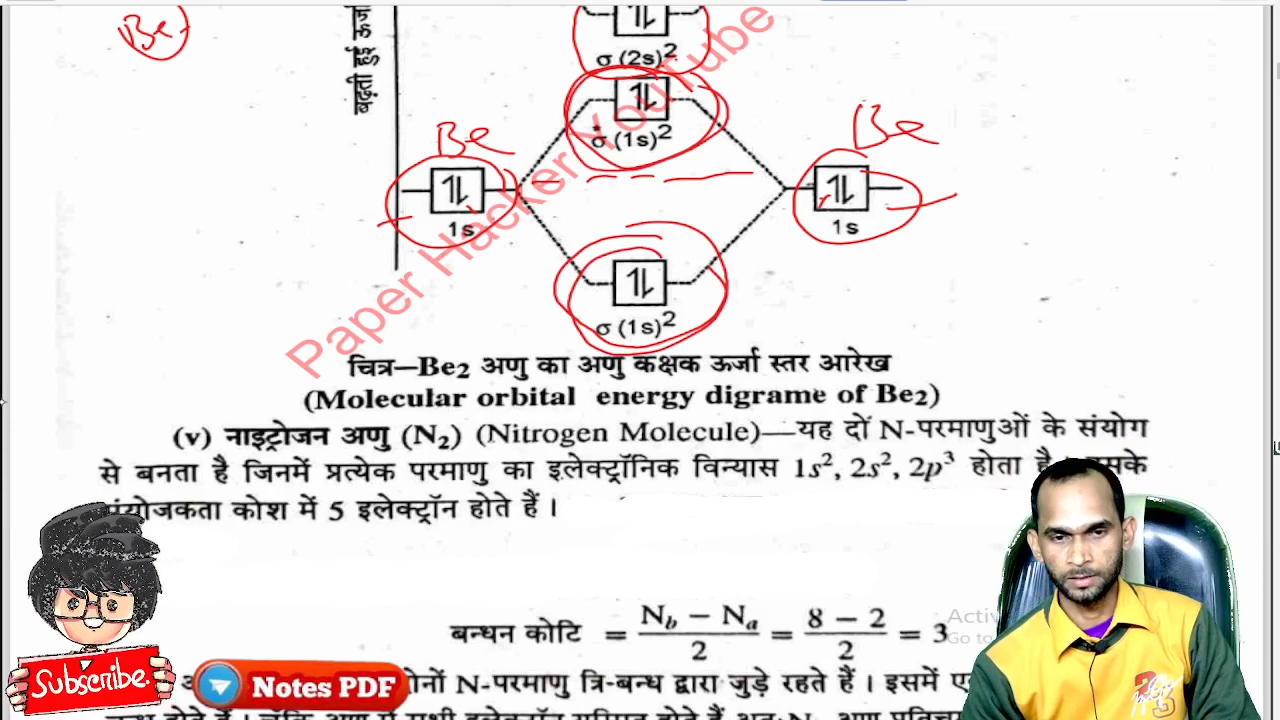 Be
बढ़ती हुई ऊर्जा
σ (2s)²
σ* (1s)²
Be
Be
1s
1s
σ (1s)²
Paper Hacker YouTube
चित्र—Be₂ अणु का अणु कक्षक ऊर्जा स्तर आरेख
(Molecular orbital energy digrame of Be₂)
(v) नाइट्रोजन अणु (N₂) (Nitrogen Molecule)—यह दों N-परमाणुओं के संयोग
से बनता है जिनमें प्रत्येक परमाणु का इलेक्ट्रॉनिक विन्यास 1s², 2s², 2p³ होता है
संयोजकता कोश में 5 इलेक्ट्रॉन होते हैं।
बन्धन कोटि = (N_b − N_a)/2 = (8 − 2)/2 = 3
N-परमाणु त्रि-बन्ध द्वारा जुड़े रहते हैं। इसमें
Subscribe.
Notes PDF